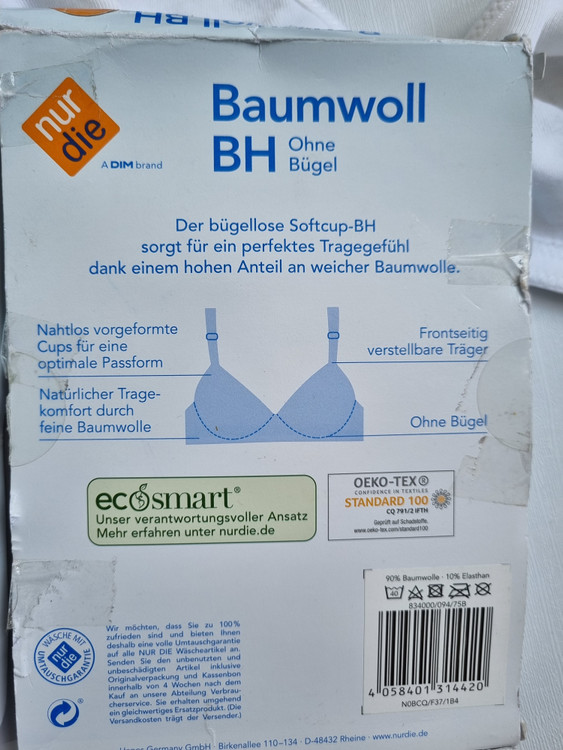 nur
die
A DIM brand
Baumwoll
BH Ohne
Bügel
Der bügellose Softcup-BH
sorgt für ein perfektes Tragegefühl
dank einem hohen Anteil an weicher Baumwolle.
Nahtlos vorgeformte
Cups für eine
optimale Passform
Frontseitig
verstellbare Träger
Natürlicher Trage-
komfort durch
feine Baumwolle
Ohne Bügel
ecosmart®
Unser verantwortungsvoller Ansatz
Mehr erfahren unter nurdie.de
OEKO-TEX®
CONFIDENCE IN TEXTILES
STANDARD 100
CQ 791/2 IFTH
Geprüft auf Schadstoffe.
www.oeko-tex.com/standard100
90% Baumwolle · 10% Elasthan
40
834000/094/75B
4 058401 314420
N0BCQ/F37/1B4
WÄSCHE MIT
nur
die
UMTAUSCHGARANTIE
Wir möchten, dass Sie zu 100%
zufrieden sind und bieten Ihnen
deshalb eine volle Umtauschgarantie
auf alle NUR DIE Wäscheartikel an.
Senden Sie den unbenutzten und
unbeschädigten Artikel inklusive
Originalverpackung und Kassenbon
innerhalb von 4 Wochen nach dem
Kauf an unsere Abteilung Verbrau-
cherservice. Sie erhalten umgehend
ein gleichwertiges Ersatzprodukt. (Die
Versandkosten trägt der Versender.)
Germany GmbH · Birkenallee 110–134 · D-48432 Rheine · www.nurdie.de